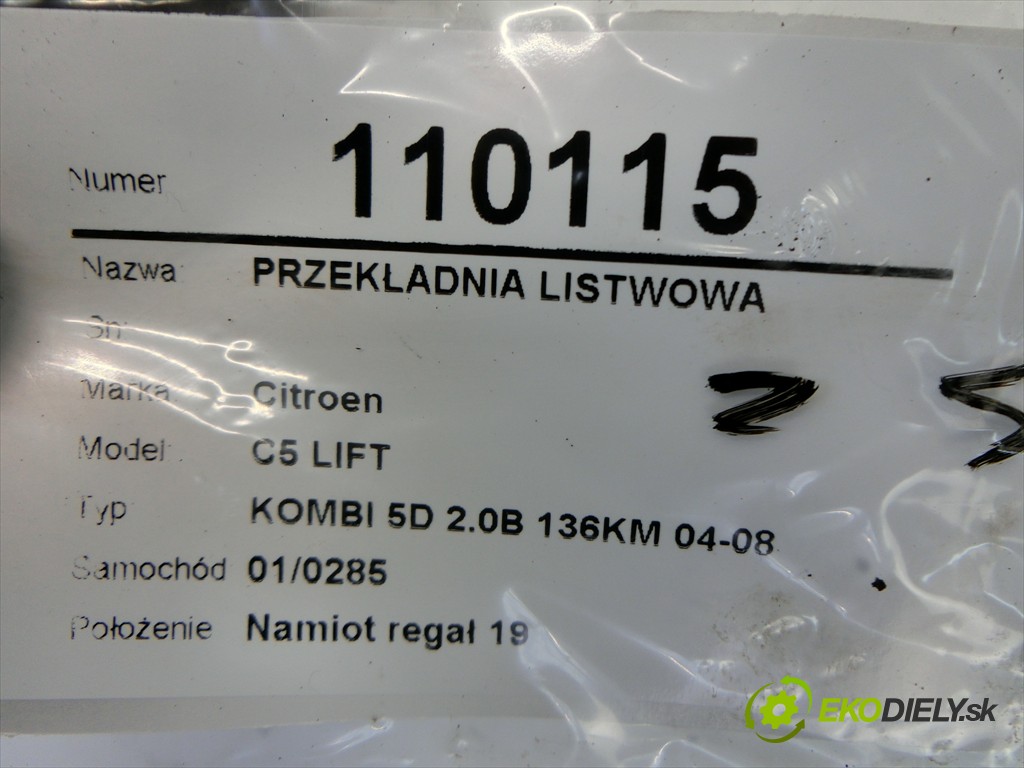 Numer 110115
Nazwa: PRZEKŁADNIA LISTWOWA
Sn:
Marka: Citroen
Model: C5 LIFT
Typ KOMBI 5D 2.0B 136KM 04-08
Samochód 01/0285
Położenie Namiot regał 19
EKODIELY.sk